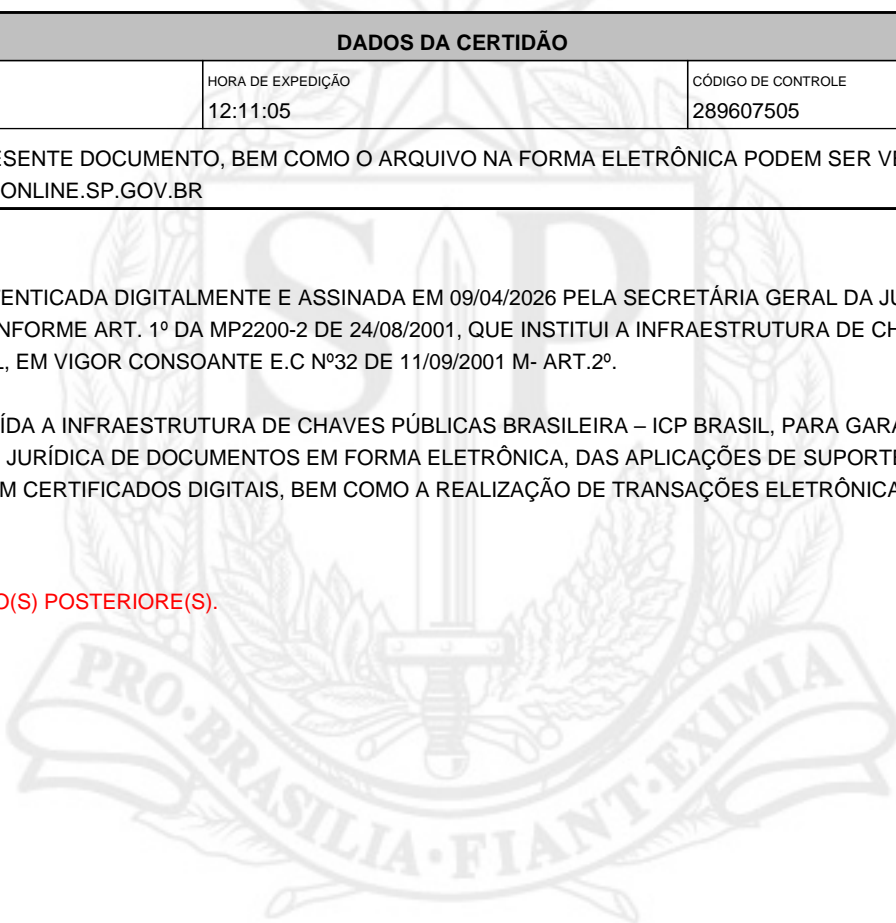 DADOS DA CERTIDÃO
HORA DE EXPEDIÇÃO
CÓDIGO DE CONTROLE
12:11:05
289607505
ESENTE DOCUMENTO, BEM COMO O ARQUIVO NA FORMA ELETRÔNICA PODEM SER VE
ONLINE.SP.GOV.BR
TENTICADA DIGITALMENTE E ASSINADA EM 09/04/2026 PELA SECRETÁRIA GERAL DA JU
NFORME ART. 1º DA MP2200-2 DE 24/08/2001, QUE INSTITUI A INFRAESTRUTURA DE CH
L, EM VIGOR CONSOANTE E.C Nº32 DE 11/09/2001 M- ART.2º.
ÍDA A INFRAESTRUTURA DE CHAVES PÚBLICAS BRASILEIRA – ICP BRASIL, PARA GARA
JURÍDICA DE DOCUMENTOS EM FORMA ELETRÔNICA, DAS APLICAÇÕES DE SUPORTE
M CERTIFICADOS DIGITAIS, BEM COMO A REALIZAÇÃO DE TRANSAÇÕES ELETRÔNICA
O(S) POSTERIORE(S).
SP
PRO·BRASILIA·FIANT·EXIMIA